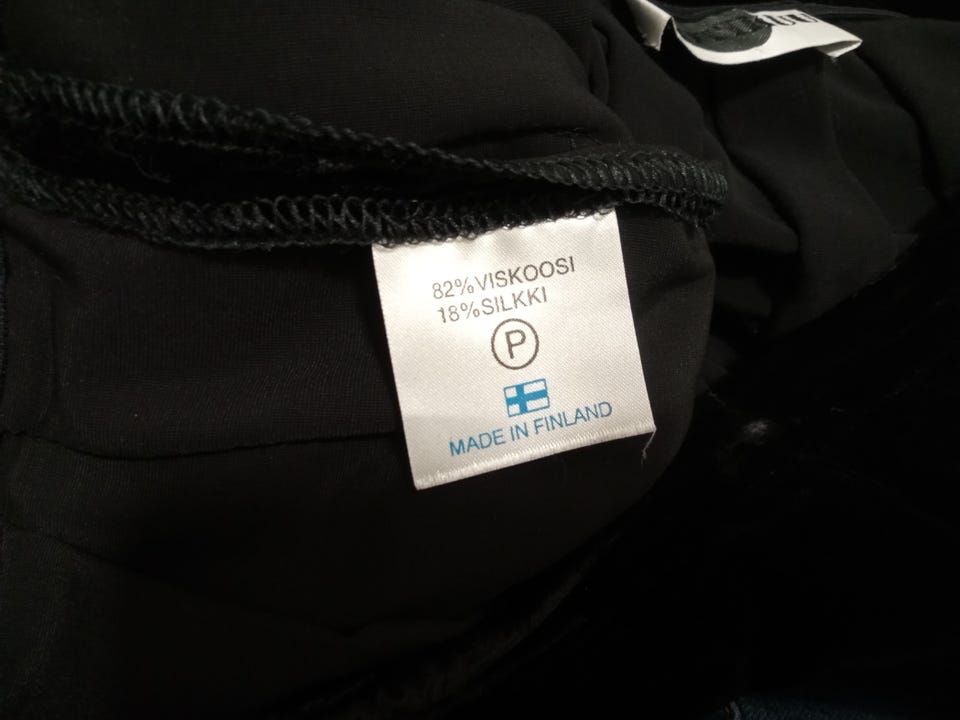 82%VISKOOSI
18%SILKKI
P
MADE IN FINLAND